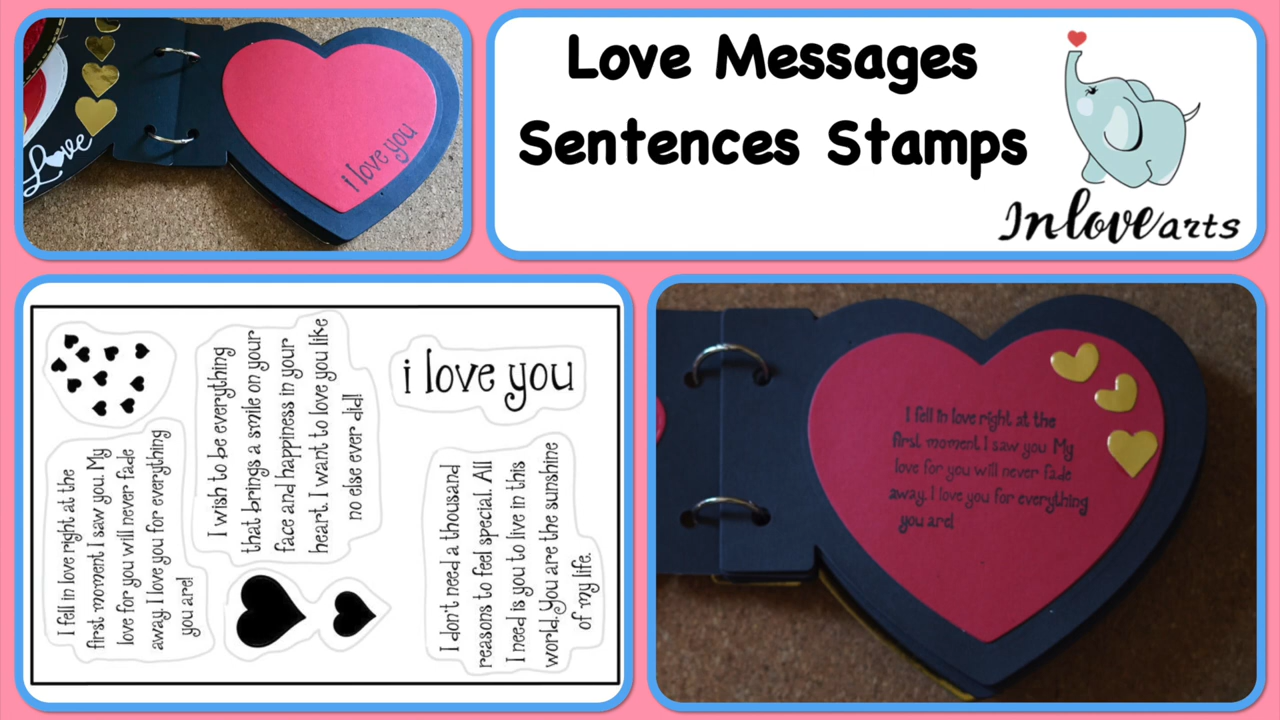 Love
i love you
Love Messages
Sentences Stamps
Inlovearts
I fell in love right at the
first moment I saw you. My
love for you will never fade
away. I love you for everything
you are!
I wish to be everything
that brings a smile on your
face and happiness in your
heart. I want to love you like
no else ever did!
i love you
I don't need a thousand
reasons to feel special. All
I need is you to live in this
world. You are the sunshine
of my life.
I fell in love right at the
first moment I saw you. My
love for you will never fade
away. I love you for everything
you are!